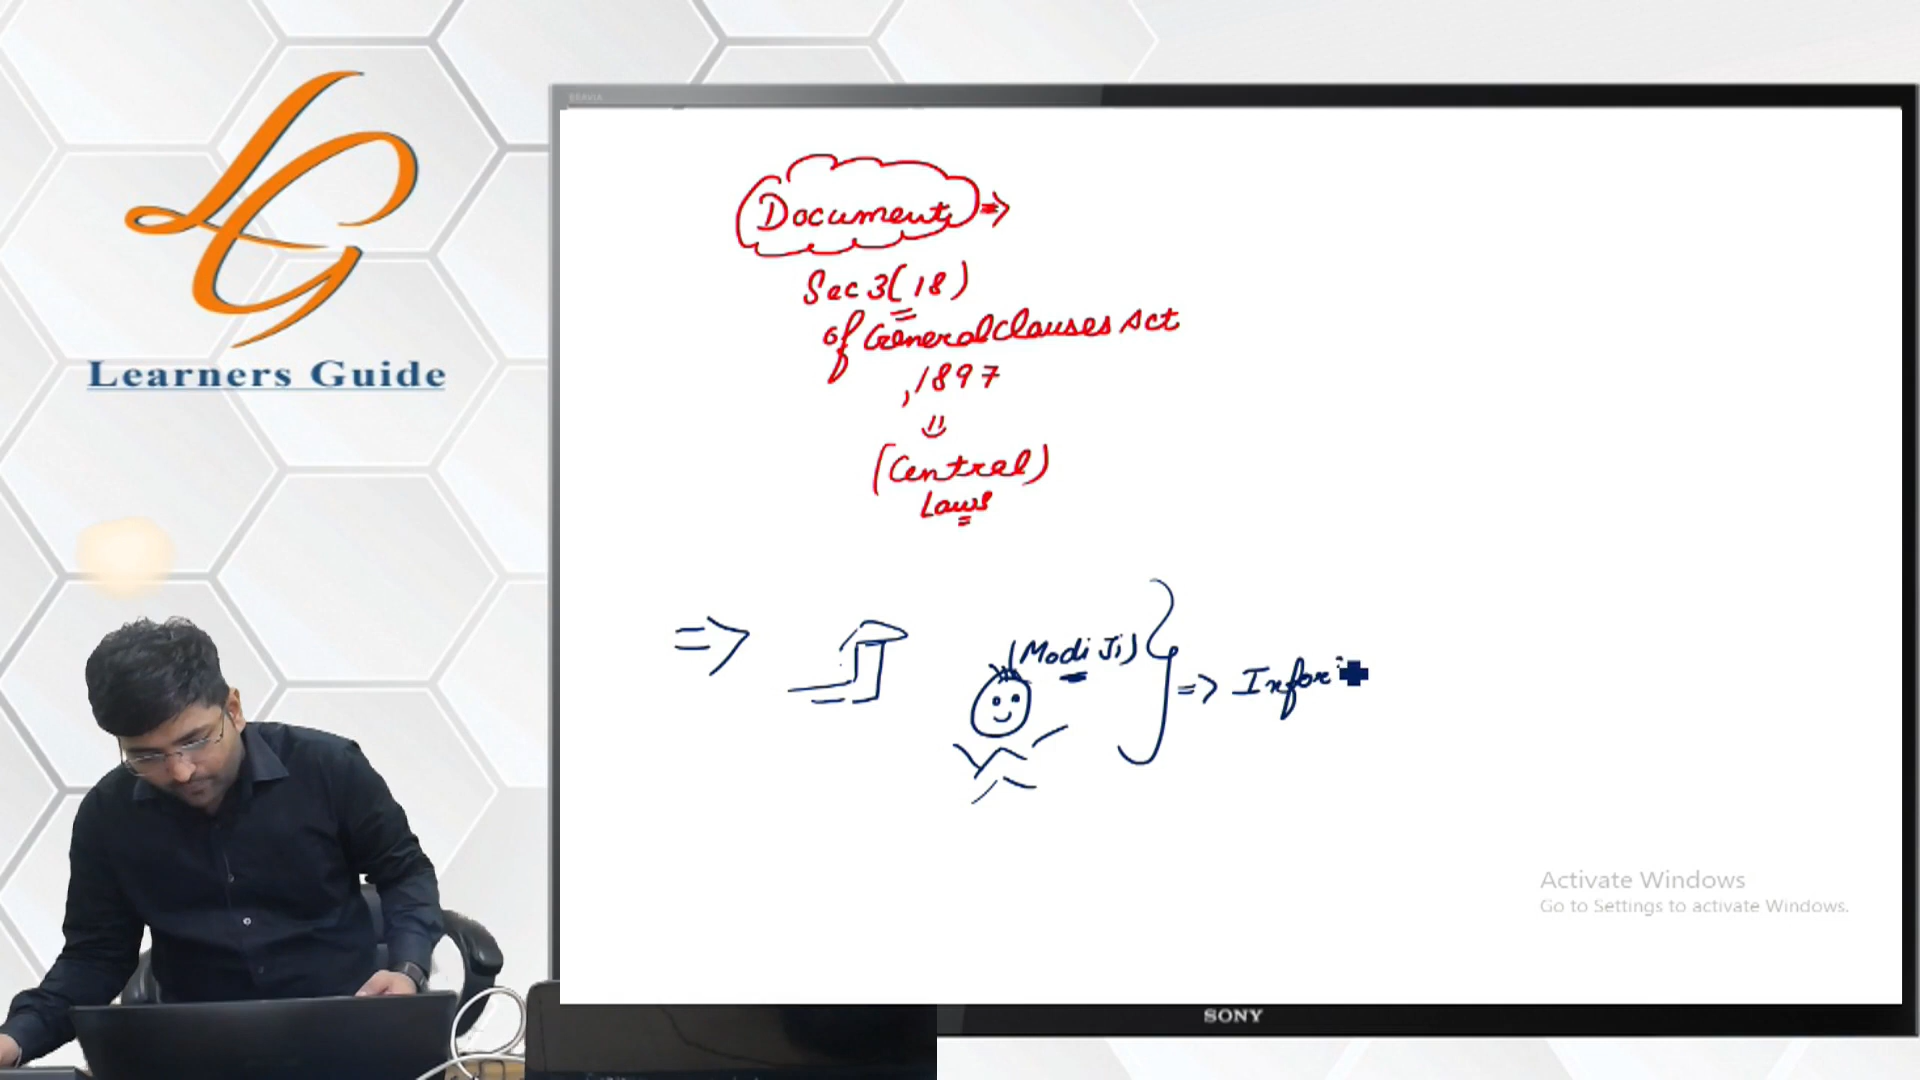 Learners Guide
BRAVIA
Document =>
Sec 3(18)
of General Clauses Act
,1897
(Central)
Laws
=>
(Modi Ji)
=> Infor
Activate Windows
Go to Settings to activate Windows.
SONY